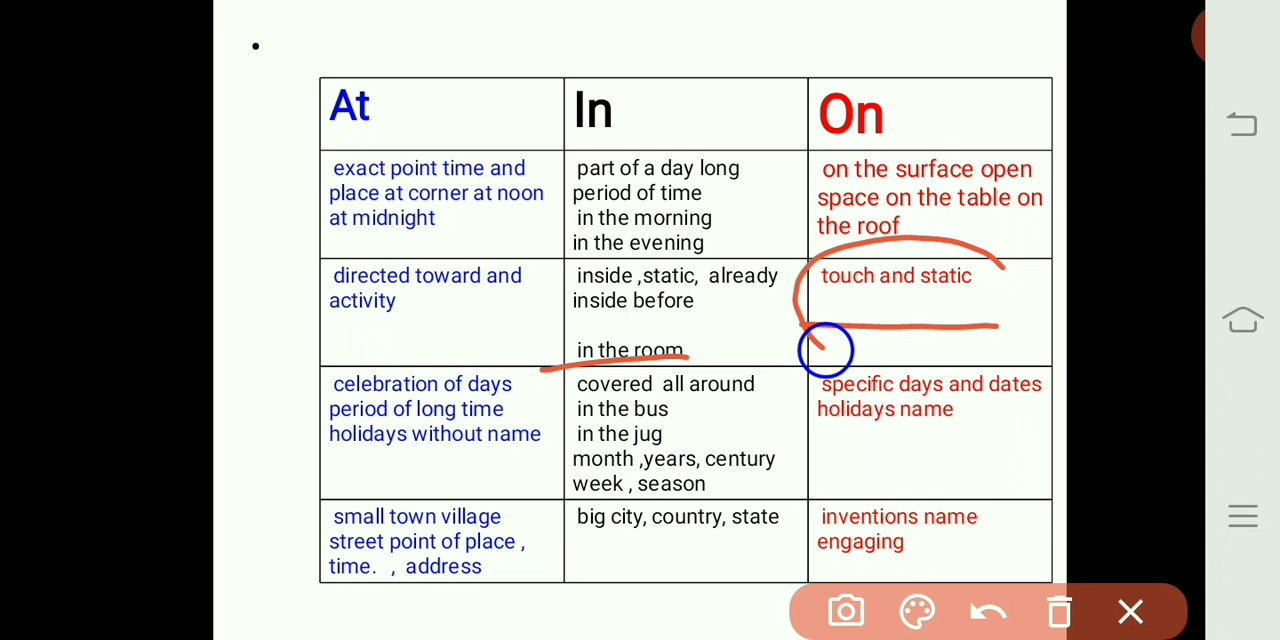 At
In
On
exact point time and
place at corner at noon
at midnight
part of a day long
period of time
in the morning
in the evening
on the surface open
space on the table on
the roof
directed toward and
activity
inside ,static, already
inside before
in the room
touch and static
celebration of days
period of long time
holidays without name
covered all around
in the bus
in the jug
month ,years, century
week , season
specific days and dates
holidays name
small town village
street point of place ,
time. , address
big city, country, state
inventions name
engaging